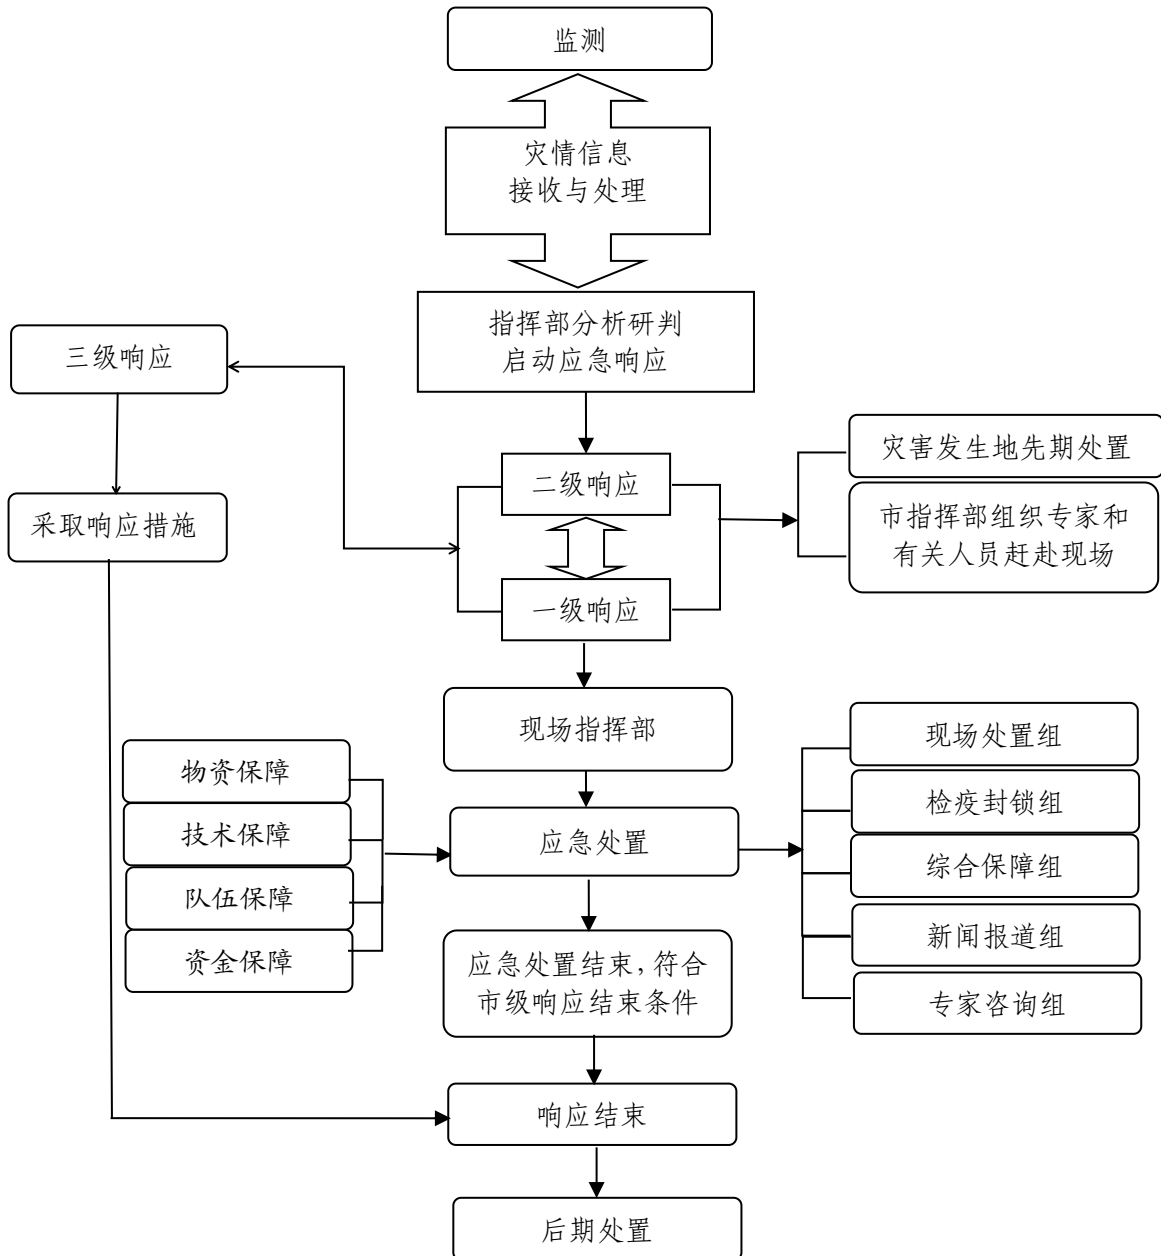 监测
灾情信息
接收与处理
指挥部分析研判
启动应急响应
三级响应
灾害发生地先期处置
二级响应
采取响应措施
市指挥部组织专家和
有关人员赶赴现场
一级响应
现场指挥部
现场处置组
物资保障
检疫封锁组
技术保障
应急处置
综合保障组
队伍保障
新闻报道组
资金保障
应急处置结束，符合
市级响应结束条件
专家咨询组
响应结束
后期处置